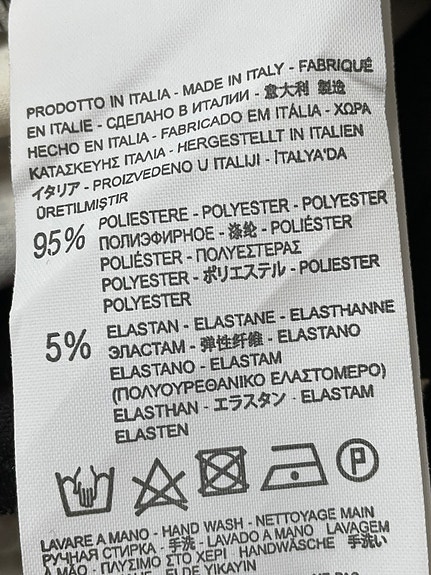 PRODOTTO IN ITALIA - MADE IN ITALY - FABRIQUÉ
EN ITALIE - СДЕЛАНО В ИТАЛИИ - 意大利 製造
HECHO EN ITALIA - FABRICADO EM ITÁLIA - ΧΩΡΑ
ΚΑΤΑΣΚΕΥΗΣ ΙΤΑΛΙΑ - HERGESTELLT IN ITALIEN
イタリア - PROIZVEDENO U ITALIJI - İTALYA'DA
ÜRETILMIŞTIR
95% POLIESTERE - POLYESTER - POLYESTER
ПОЛИЭФИРНОЕ - 涤纶 - POLIÉSTER
POLIÉSTER - ΠΟΛΥΕΣΤΕΡΑΣ
POLYESTER - ポリエステル - POLIESTER
POLYESTER
5% ELASTAN - ELASTANE - ELASTHANNE
ЭЛАСТАМ - 弹性纤维 - ELASTANO
ELASTANO - ELASTAM
(ΠΟΛΥΟΥΡΕΘΑΝΙΚΟ ΕΛΑΣΤΟΜΕΡΟ)
ELASTHAN - エラスタン - ELASTAM
ELASTEN
P
LAVARE A MANO - HAND WASH - NETTOYAGE MAIN
РУЧНАЯ СТИРКА - 手洗 - LAVADO A MANO LAVAGEM
À MÃO - ΠΛΥΣΙΜΟ ΣΤΟ ΧΕΡΙ HANDWÄSCHE 手洗い
ELDE YIKAYIN